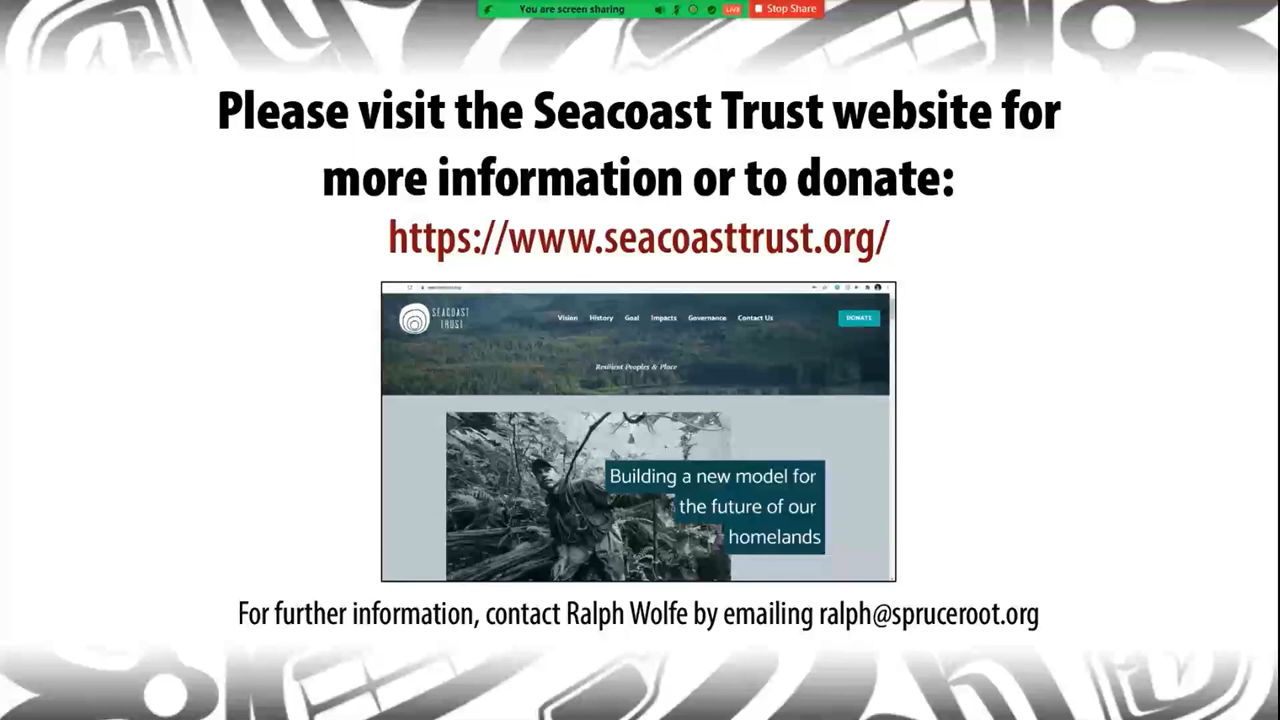 You are screen sharing
LIVE
Stop Share
Please visit the Seacoast Trust website for
more information or to donate:
https://www.seacoasttrust.org/
SEACOAST
TRUST
Vision History Goal Impacts Governance Contact Us
DONATE
Resilient Peoples & Place
Building a new model for
the future of our
homelands
For further information, contact Ralph Wolfe by emailing ralph@spruceroot.org